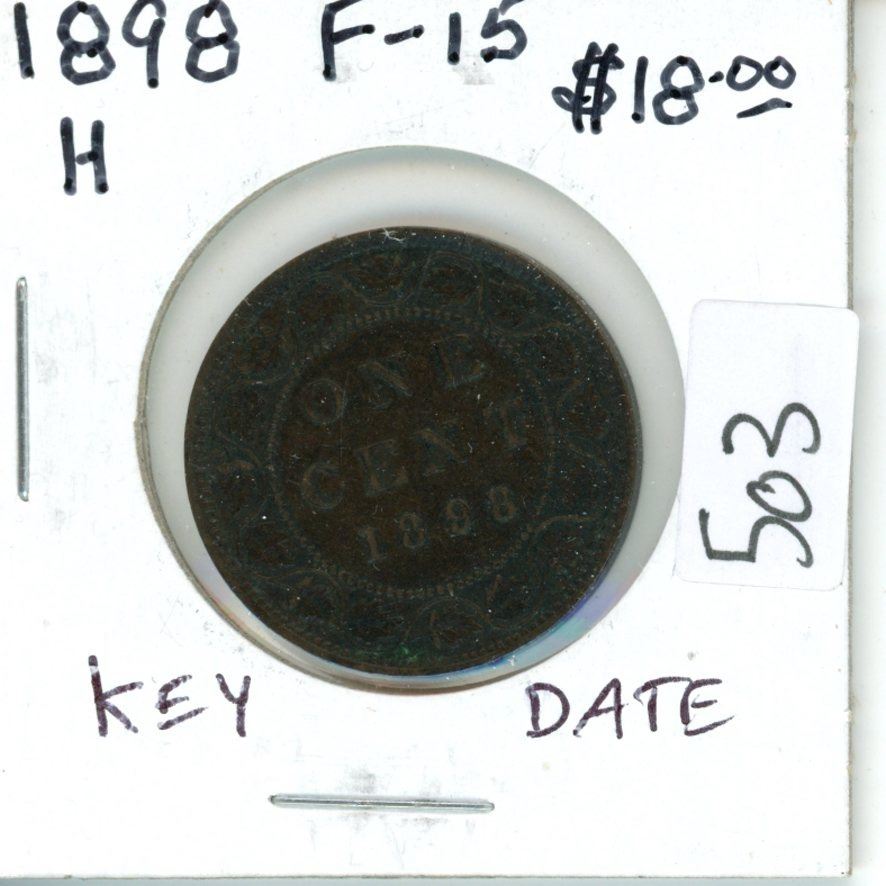 1898 F-15 $18.00
H
ONE
CENT
1898
503
KEY DATE